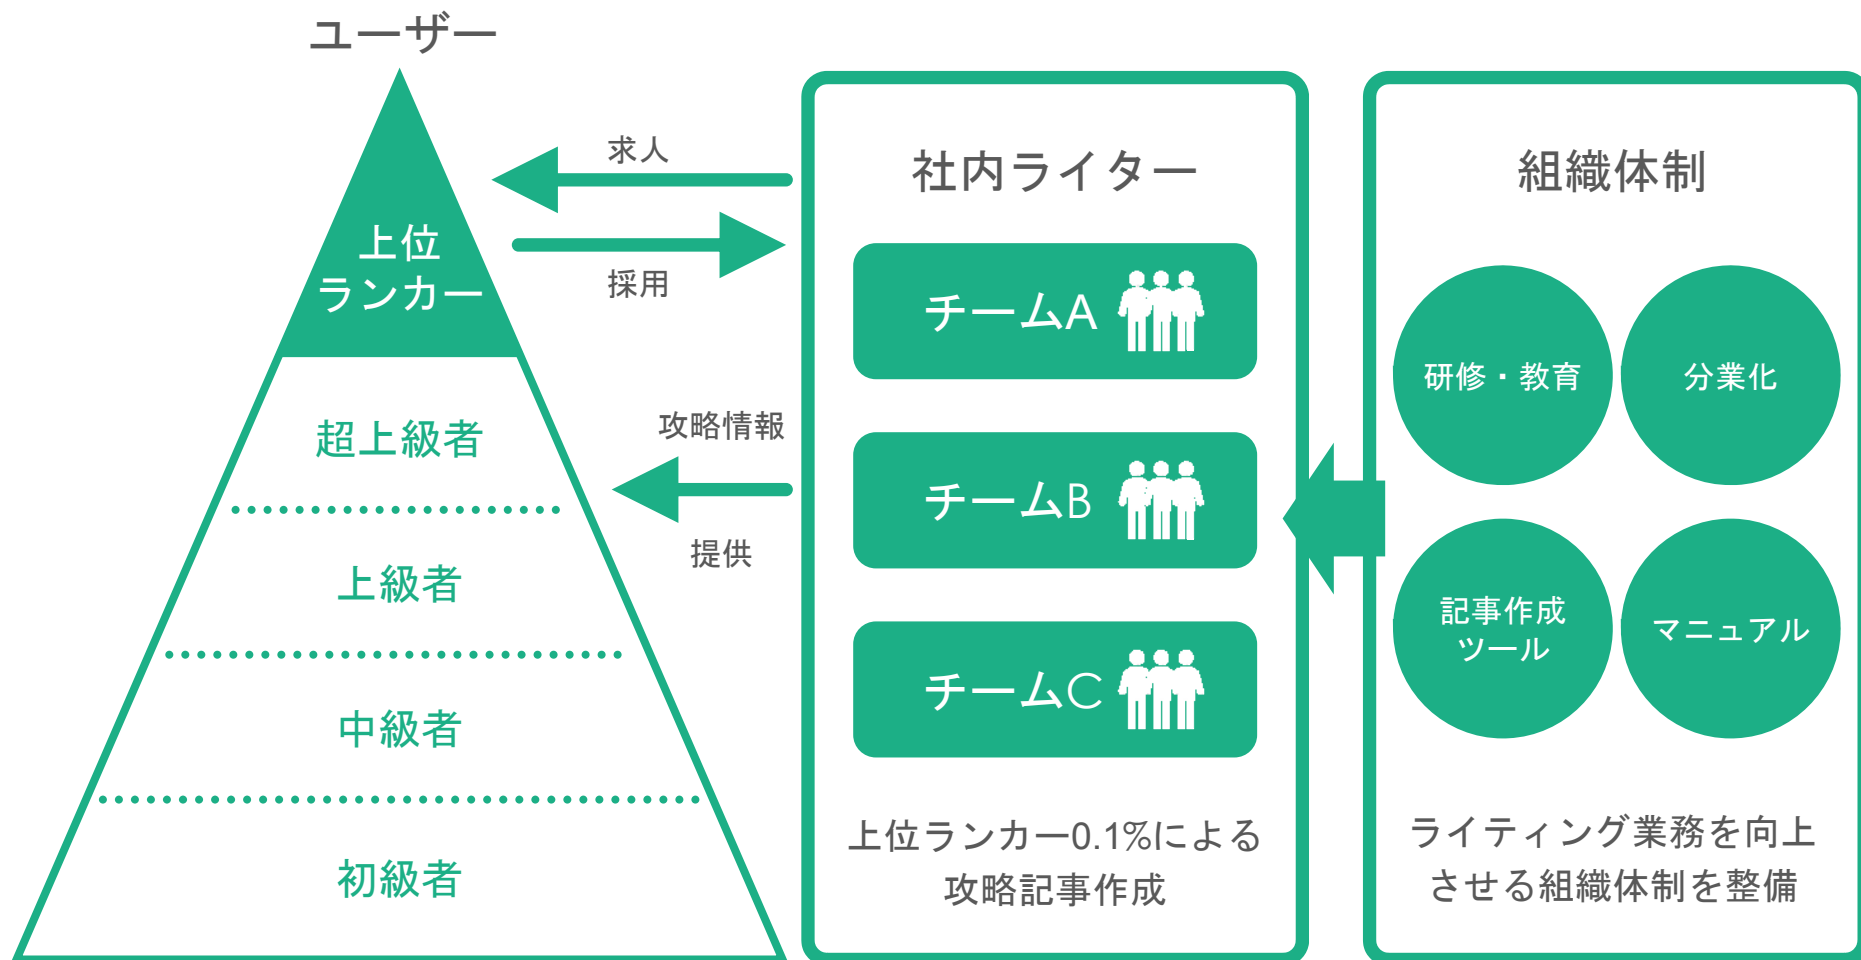 ユーザー
上位
ランカー
超上級者
上級者
中級者
初級者
求人
採用
攻略情報
提供
社内ライター
チームA
チームB
チームC
上位ランカー0.1%による
攻略記事作成
組織体制
研修・教育
分業化
記事作成
ツール
マニュアル
ライティング業務を向上
させる組織体制を整備